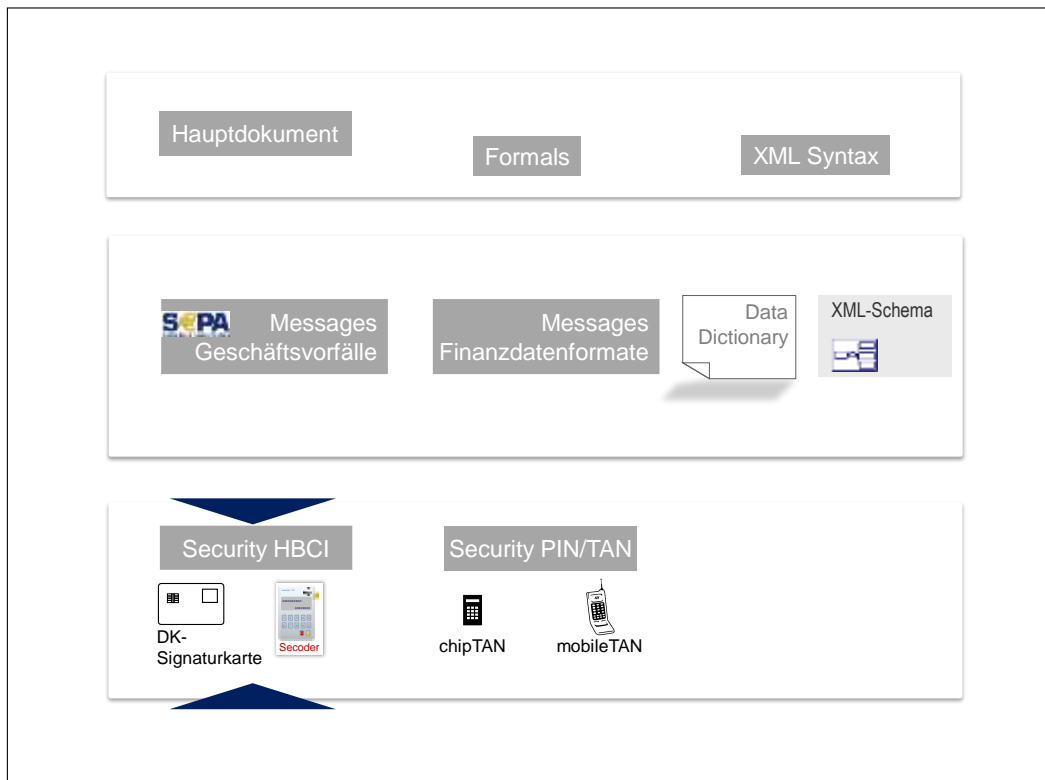 Hauptdokument
Formals
XML Syntax
SEPA
Messages
Geschäftsvorfälle
Messages
Finanzdatenformate
Data
Dictionary
XML-Schema
Security HBCI
Security PIN/TAN
DK-
Signaturkarte
Secoder
chipTAN
mobileTAN